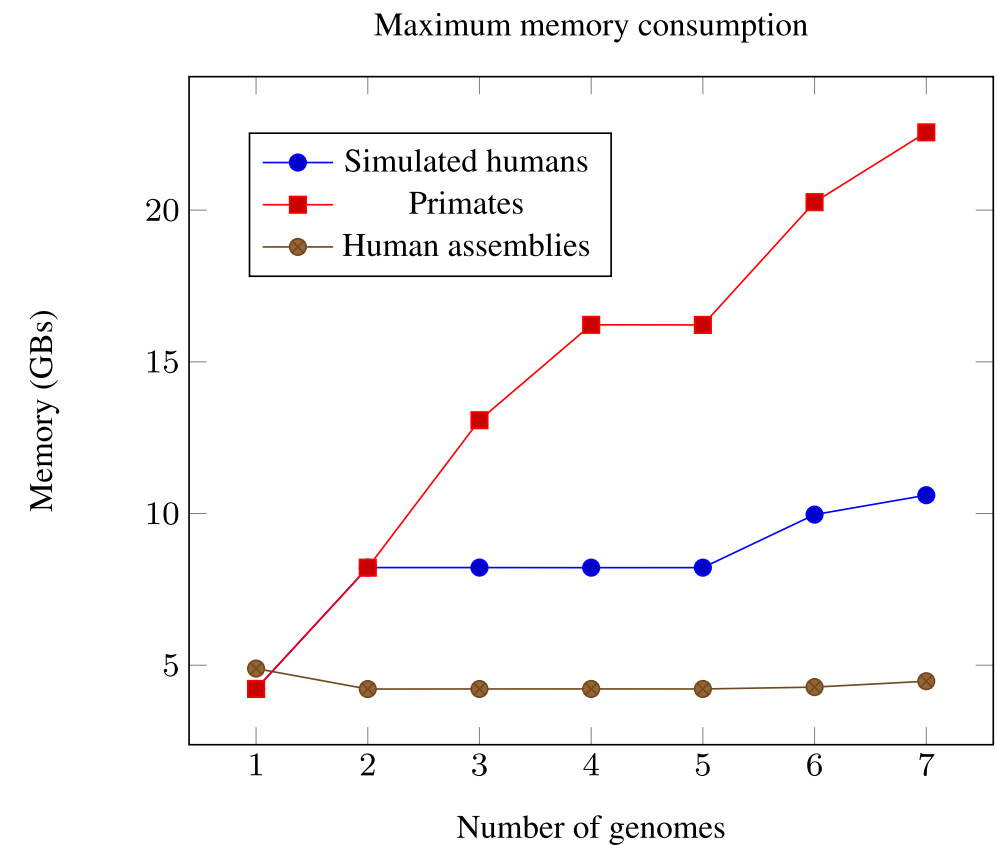 Maximum memory consumption
Simulated humans
Primates
Human assemblies
20
15
10
5
Memory (GBs)
1 2 3 4 5 6 7
Number of genomes